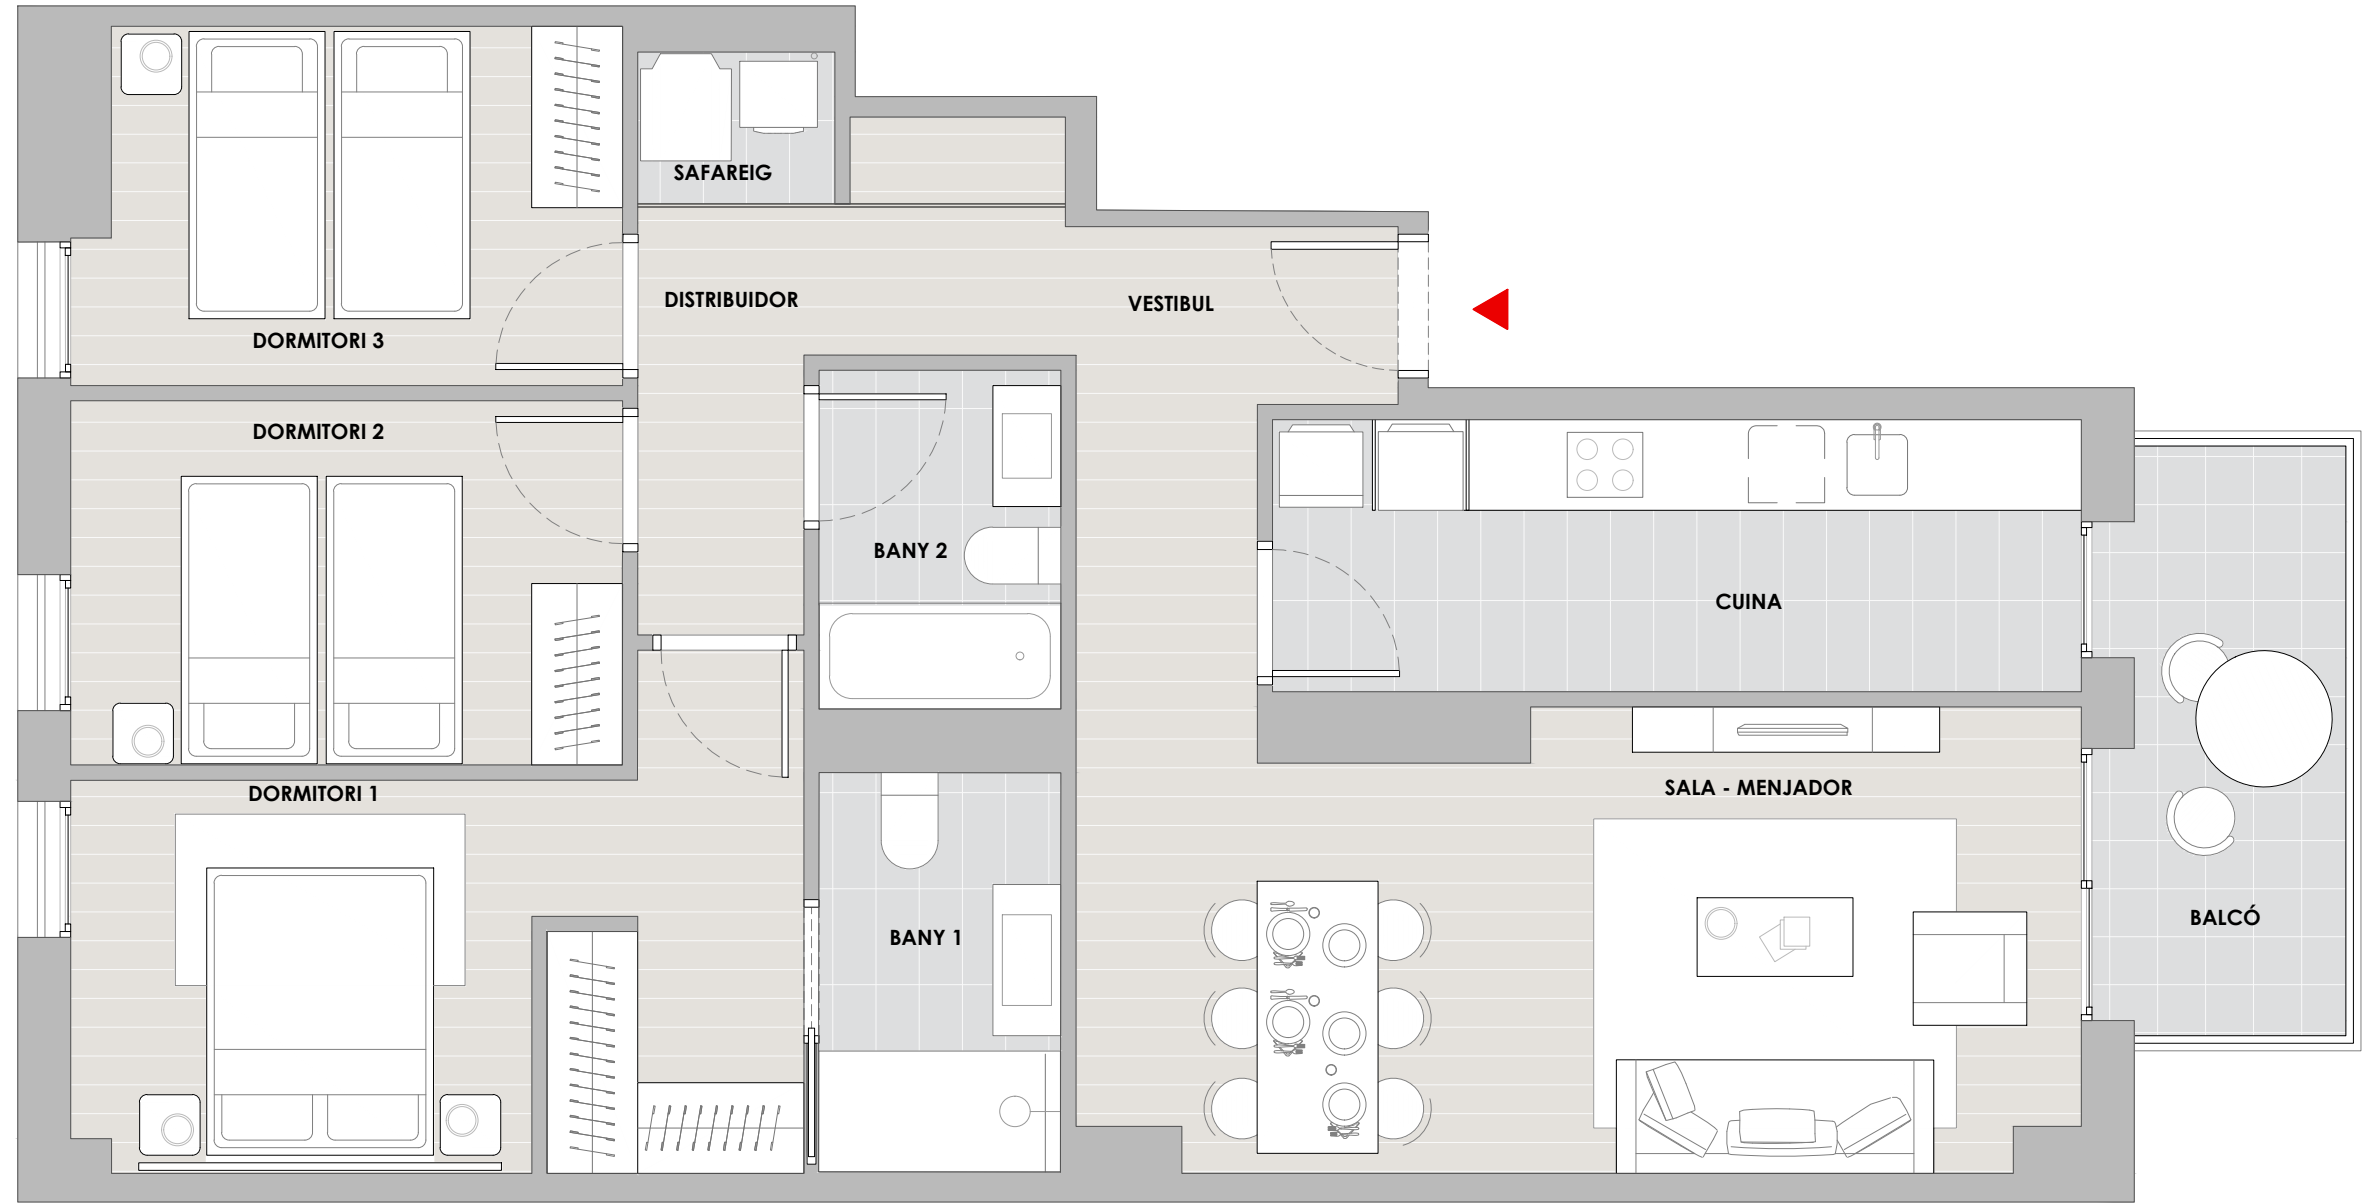 SAFAREIG
DISTRIBUIDOR
VESTIBUL
DORMITORI 3
DORMITORI 2
BANY 2
CUINA
DORMITORI 1
SALA - MENJADOR
BANY 1
BALCÓ